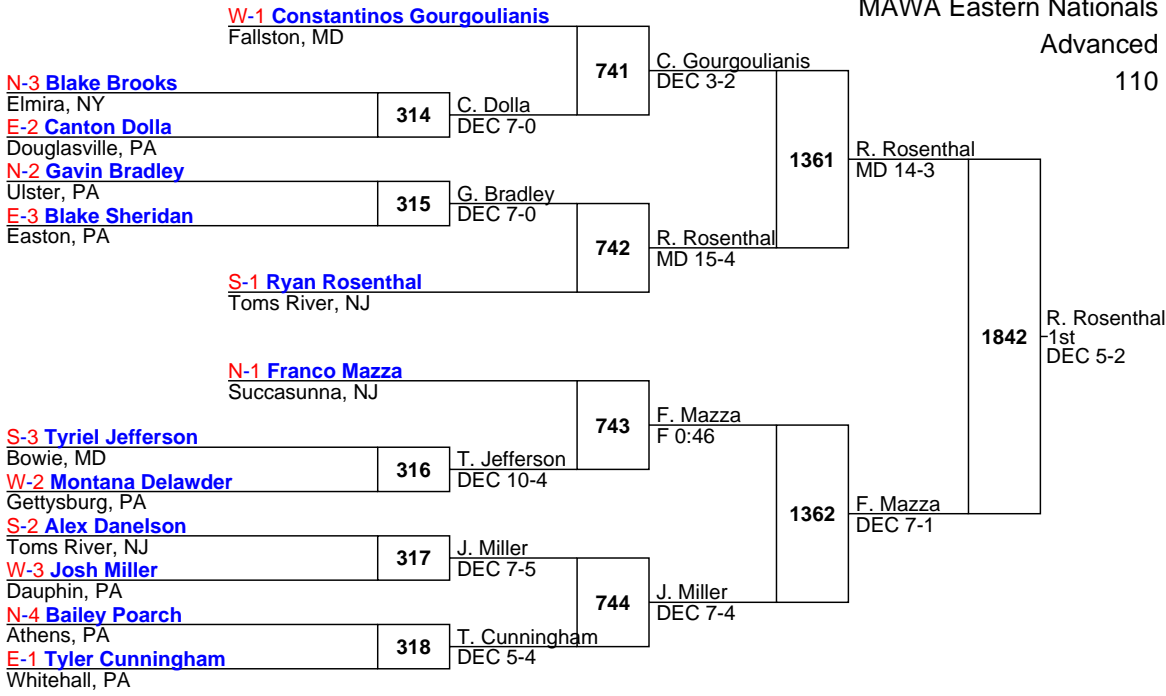 MAWA Eastern Nationals
Advanced
110
W-1 Constantinos Gourgoulianis
Fallston, MD
741
C. Gourgoulianis
DEC 3-2
N-3 Blake Brooks
Elmira, NY
314
C. Dolla
DEC 7-0
E-2 Canton Dolla
Douglasville, PA
1361
R. Rosenthal
MD 14-3
N-2 Gavin Bradley
Ulster, PA
315
G. Bradley
DEC 7-0
E-3 Blake Sheridan
Easton, PA
742
R. Rosenthal
MD 15-4
S-1 Ryan Rosenthal
Toms River, NJ
1842
R. Rosenthal
1st
DEC 5-2
N-1 Franco Mazza
Succasunna, NJ
743
F. Mazza
F 0:46
S-3 Tyriel Jefferson
Bowie, MD
316
T. Jefferson
DEC 10-4
W-2 Montana Delawder
Gettysburg, PA
1362
F. Mazza
DEC 7-1
S-2 Alex Danelson
Toms River, NJ
317
J. Miller
DEC 7-5
W-3 Josh Miller
Dauphin, PA
744
J. Miller
DEC 7-4
N-4 Bailey Poarch
Athens, PA
318
T. Cunningham
DEC 5-4
E-1 Tyler Cunningham
Whitehall, PA